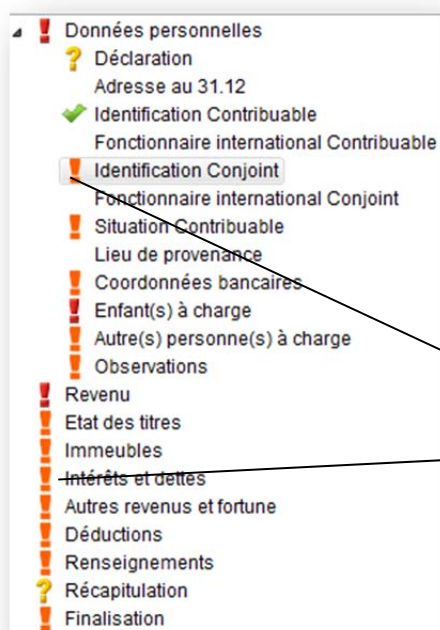 Données personnelles
Déclaration
Adresse au 31.12
Identification Contribuable
Fonctionnaire international Contribuable
Identification Conjoint
Fonctionnaire international Conjoint
Situation Contribuable
Lieu de provenance
Coordonnées bancaires
Enfant(s) à charge
Autre(s) personne(s) à charge
Observations
Revenu
Etat des titres
Immeubles
Intérêts et dettes
Autres revenus et fortune
Déductions
Renseignements
Récapitulation
Finalisation